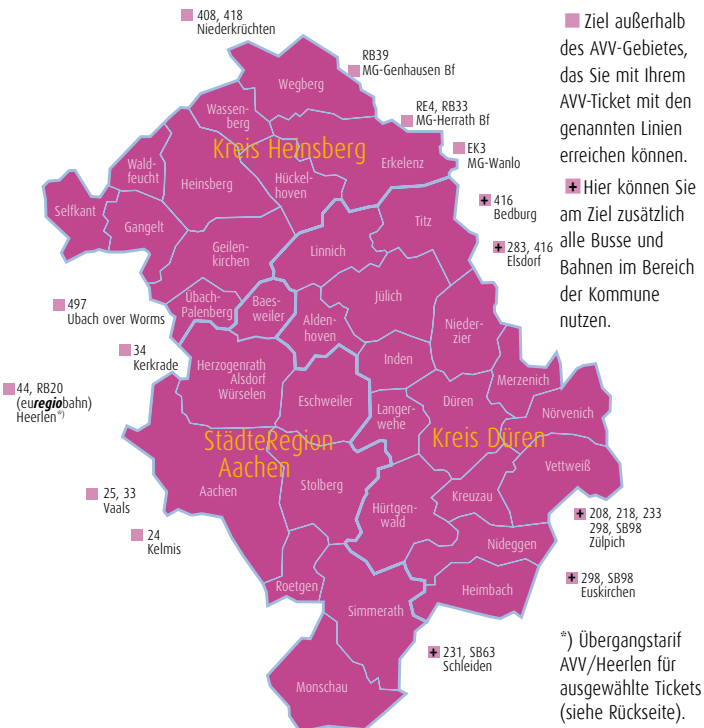 408, 418
Niederkrüchten
RB39
MG-Genhausen Bf
RE4, RB33
MG-Herrath Bf
EK3
MG-Wanlo
416
Bedburg
283, 416
Elsdorf
Wegberg
Wassen-
berg
Kreis Heinsberg
Wald-
feucht
Heinsberg
Hückel-
hoven
Erkelenz
Selfkant
Gangelt
Geilen-
kirchen
Titz
Linnich
Übach-
Palenberg
Baes-
weiler
Jülich
Alden-
hoven
Nieder-
zier
497
Ubach over Worms
34
Kerkrade
44, RB20
(euregiobahn)
Heerlen*)
Herzogenrath
Alsdorf
Würselen
Eschweiler
Inden
Langer-
wehe
Düren
Merzenich
Nörvenich
StädteRegion
Aachen
Kreis Düren
Vettweiß
Aachen
Stolberg
Hürtgen-
wald
Kreuzau
Nideggen
25, 33
Vaals
24
Kelmis
Roetgen
Simmerath
Heimbach
Monschau
208, 218, 233
298, SB98
Zülpich
298, SB98
Euskirchen
231, SB63
Schleiden
Ziel außerhalb
des AVV-Gebietes,
das Sie mit Ihrem
AVV-Ticket mit den
genannten Linien
erreichen können.
+ Hier können Sie
am Ziel zusätzlich
alle Busse und
Bahnen im Bereich
der Kommune
nutzen.
*) Übergangstarif
AVV/Heerlen für
ausgewählte Tickets
(siehe Rückseite).